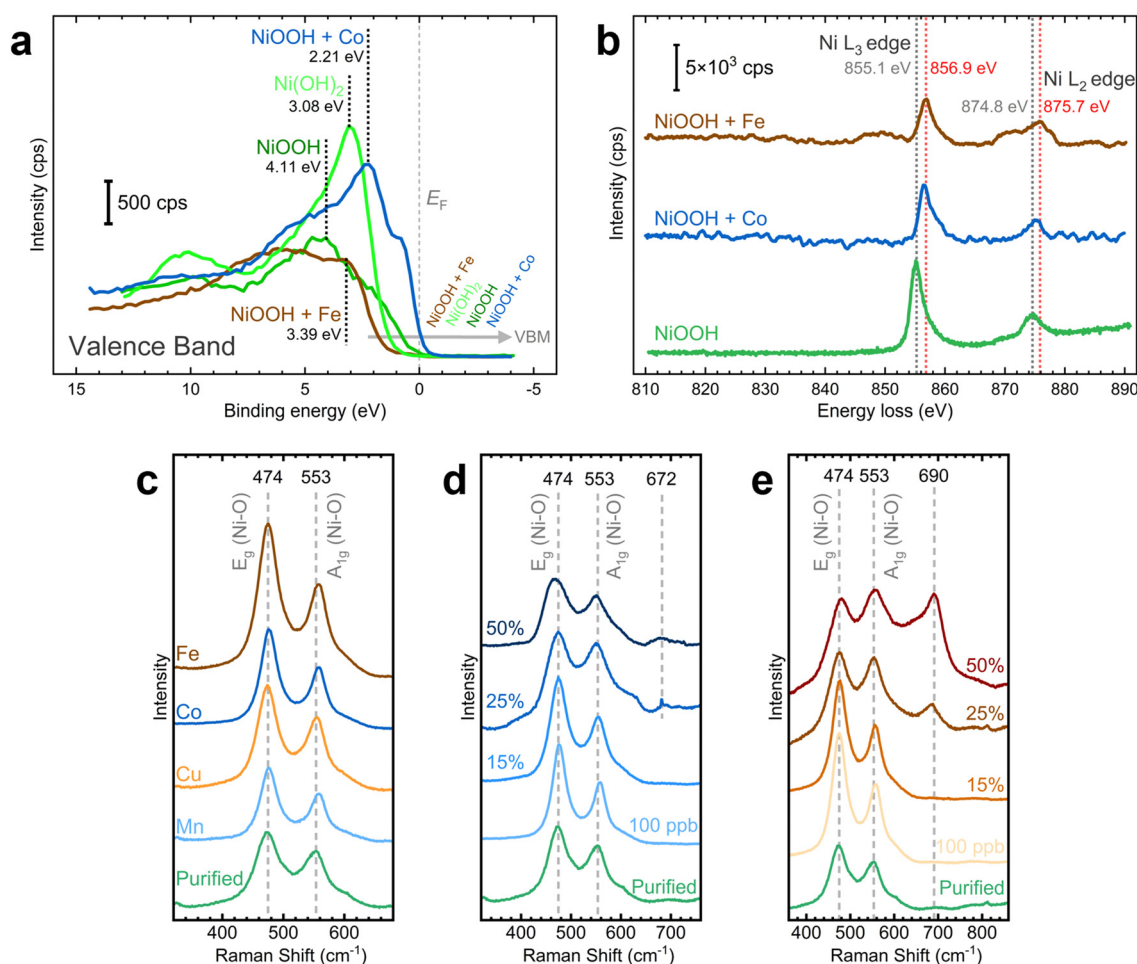 a
NiOOH + Co
2.21 eV
Ni(OH)2
3.08 eV
NiOOH
4.11 eV
500 cps
EF
NiOOH + Fe
Ni(OH)2
NiOOH
NiOOH + Co
VBM
NiOOH + Fe
3.39 eV
Valence Band
Intensity (cps)
15 10 5 0 -5
Binding energy (eV)
b
5×10³ cps
Ni L3 edge
855.1 eV 856.9 eV
Ni L2 edge
874.8 eV 875.7 eV
NiOOH + Fe
NiOOH + Co
NiOOH
Intensity (cps)
810 820 830 840 850 860 870 880 890
Energy loss (eV)
c
474 553
Eg (Ni-O)
A1g (Ni-O)
Fe
Co
Cu
Mn
Purified
Intensity
400 500 600
Raman Shift (cm⁻¹)
d
474 553 672
Eg (Ni-O)
A1g (Ni-O)
50%
25%
15%
100 ppb
Purified
Intensity
400 500 600 700
Raman Shift (cm⁻¹)
e
474 553 690
Eg (Ni-O)
A1g (Ni-O)
50%
25%
15%
100 ppb
Purified
Intensity
400 500 600 700 800
Raman Shift (cm⁻¹)